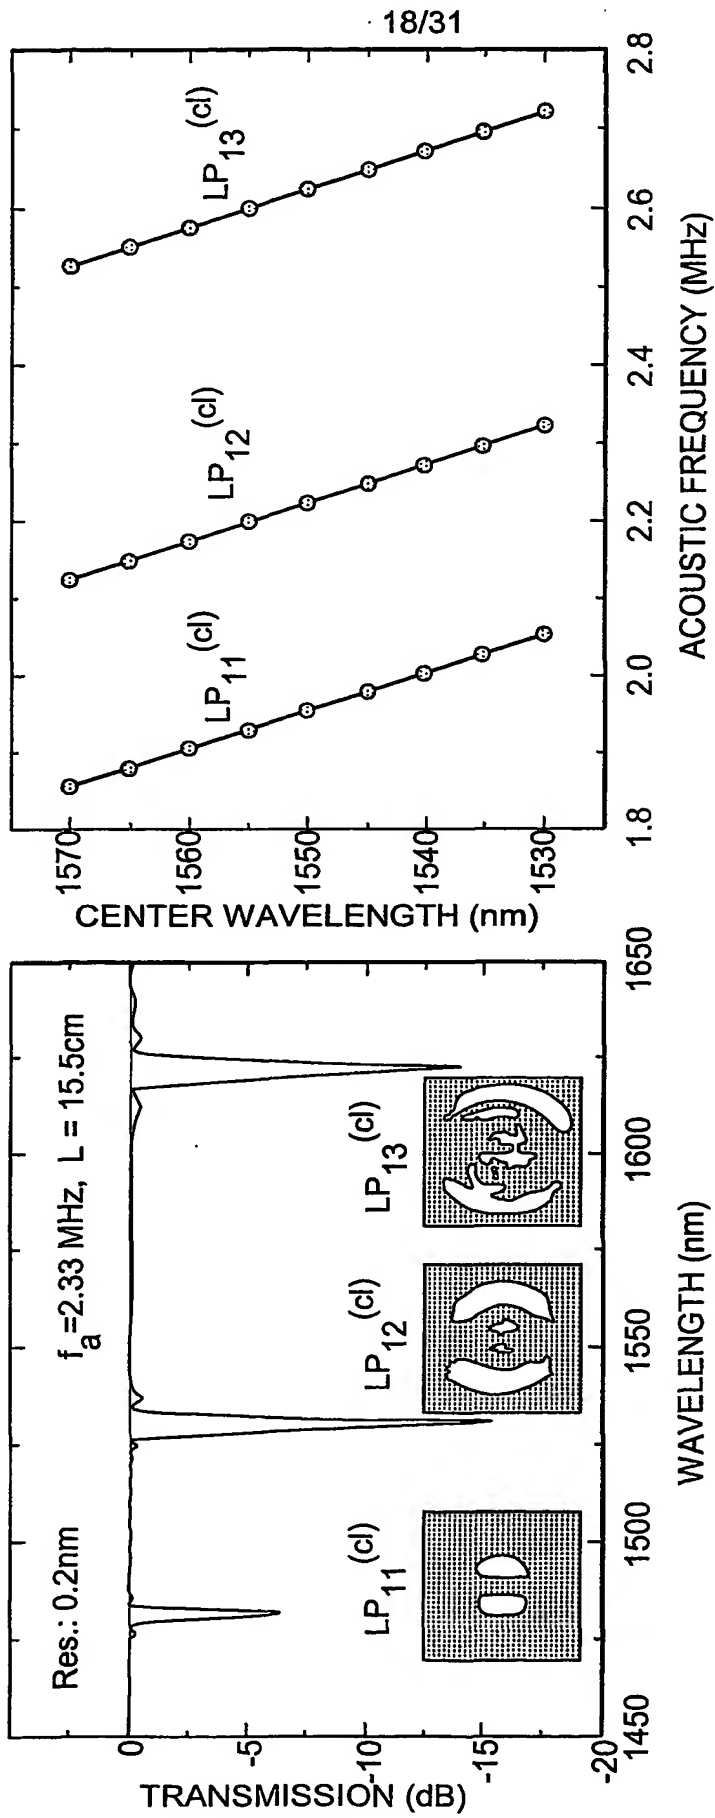 18/31
TRANSMISSION (dB)
0
-5
-10
-15
-20
Res.: 0.2nm
fa =2.33 MHz, L = 15.5cm
LP11(cl)
LP12(cl)
LP13(cl)
1450
1500
1550
1600
1650
WAVELENGTH (nm)
CENTER WAVELENGTH (nm)
1570
1560
1550
1540
1530
LP11(cl)
LP12(cl)
LP13(cl)
1.8
2.0
2.2
2.4
2.6
2.8
ACOUSTIC FREQUENCY (MHz)